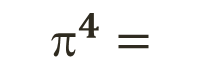 π⁴ =